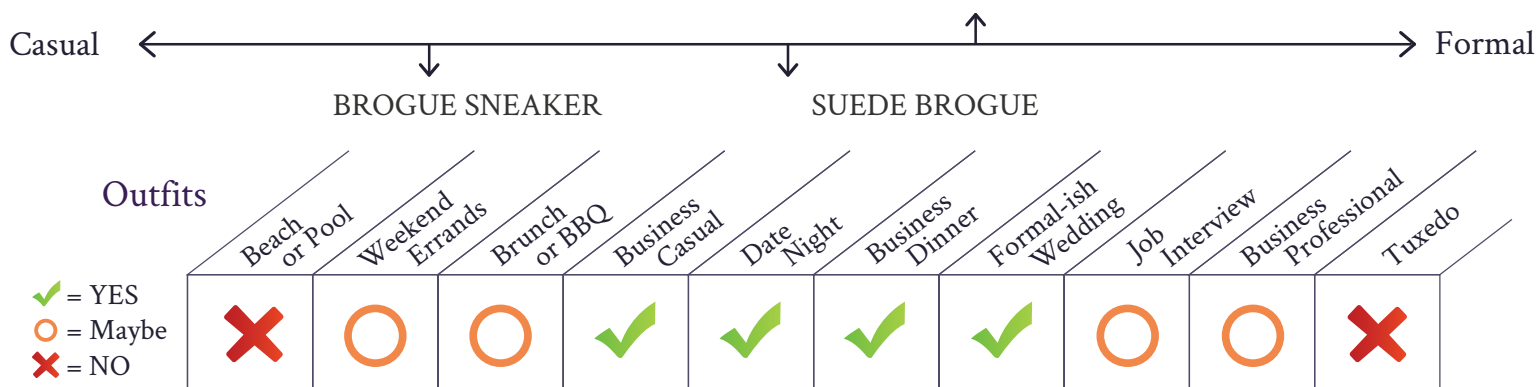 Casual
Formal
BROGUE SNEAKER
SUEDE BROGUE
Outfits
Beach
or Pool
Weekend
Errands
Brunch
or BBQ
Business
Casual
Date
Night
Business
Dinner
Formal-ish
Wedding
Job
Interview
Business
Professional
Tuxedo
= YES
= Maybe
= NO